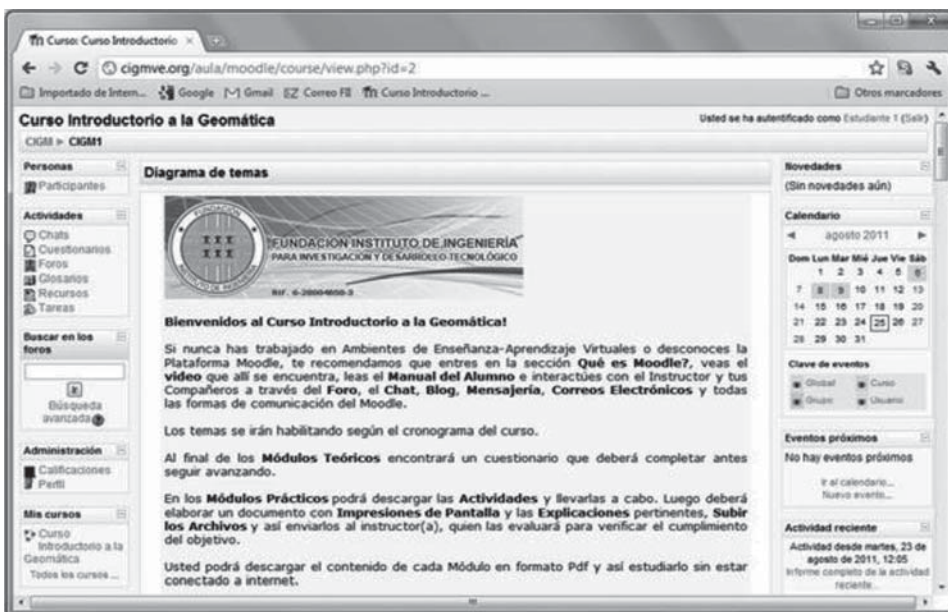 Curso: Curso Introductorio
cigmve.org/aula/moodle/course/view.php?id=2
Importado de Intern... Google Gmail Correo FII Curso Introductorio ... Otros marcadores
Curso Introductorio a la Geomática
Usted se ha autentificado como Estudiante 1 (Salir)
CIGM ► CIGM1
Personas
Participantes
Actividades
Chats
Cuestionarios
Foros
Glosarios
Recursos
Tareas
Buscar en los
foros
Búsqueda
avanzada
Administración
Calificaciones
Perfil
Mis cursos
Curso
Introductorio a la
Geomática
Todos los cursos ...
Diagrama de temas
FUNDACIÓN
INSTITUTO DE INGENIERÍA
FUNDACIÓN INSTITUTO DE INGENIERÍA
PARA INVESTIGACIÓN Y DESARROLLO TECNOLÓGICO
Bienvenidos al Curso Introductorio a la Geomática!
Si nunca has trabajado en Ambientes de Enseñanza-Aprendizaje Virtuales o desconoces la
Plataforma Moodle, te recomendamos que entres en la sección Qué es Moodle?, veas el
video que allí se encuentra, leas el Manual del Alumno e interactúes con el Instructor y tus
Compañeros a través del Foro, el Chat, Blog, Mensajería, Correos Electrónicos y todas
las formas de comunicación del Moodle.
Los temas se irán habilitando según el cronograma del curso.
Al final de los Módulos Teóricos encontrará un cuestionario que deberá completar antes
seguir avanzando.
En los Módulos Prácticos podrá descargar las Actividades y llevarlas a cabo. Luego deberá
elaborar un documento con Impresiones de Pantalla y las Explicaciones pertinentes, Subir
los Archivos y así enviarlos al instructor(a), quien las evaluará para verificar el cumplimiento
del objetivo.
Usted podrá descargar el contenido de cada Módulo en formato Pdf y así estudiarlo sin estar
conectado a internet.
Novedades
(Sin novedades aún)
Calendario
◄ agosto 2011 ►
Dom Lun Mar Mié Jue Vie Sáb
1 2 3 4 5 6
7 8 9 10 11 12 13
14 15 16 17 18 19 20
21 22 23 24 25 26 27
28 29 30 31
Clave de eventos
Global Curso
Grupo Usuario
Eventos próximos
No hay eventos próximos
Ir al calendario...
Nuevo evento...
Actividad reciente
Actividad desde martes, 23 de
agosto de 2011, 12:05
Informe completo de la actividad
reciente...